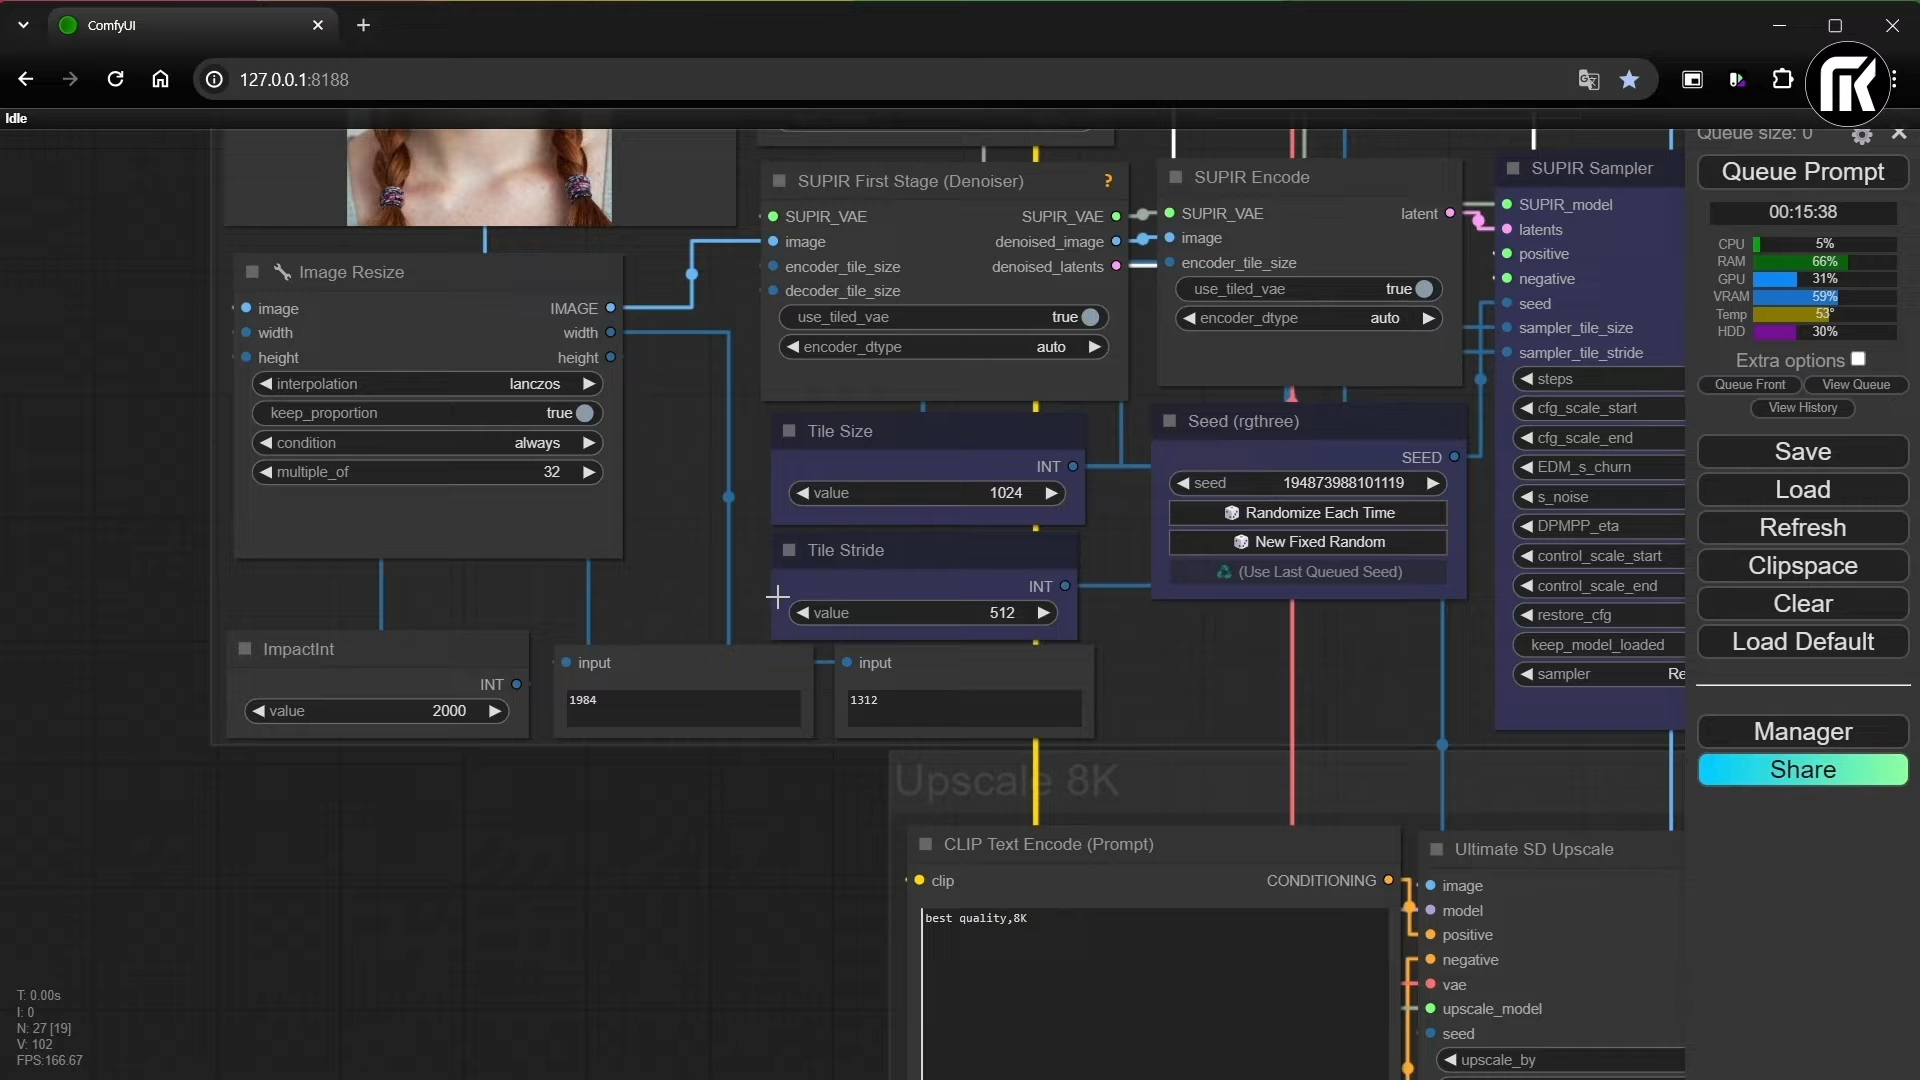 ComfyUI
127.0.0.1:8188
Idle
Queue size: 0
Queue Prompt
00:15:38
CPU 5%
RAM 66%
GPU 31%
VRAM 59%
Temp 53°
HDD 30%
Extra options
Queue Front View Queue
View History
Save
Load
Refresh
Clipspace
Clear
Load Default
Manager
Share
Image Resize
image IMAGE
width width
height height
interpolation lanczos
keep_proportion true
condition always
multiple_of 32
ImpactInt
INT
value 2000
input
1984
input
1312
SUPIR First Stage (Denoiser) ?
SUPIR_VAE SUPIR_VAE
image denoised_image
encoder_tile_size denoised_latents
decoder_tile_size
use_tiled_vae true
encoder_dtype auto
Tile Size
INT
value 1024
Tile Stride
INT
value 512
SUPIR Encode
SUPIR_VAE latent
image
encoder_tile_size
use_tiled_vae true
encoder_dtype auto
Seed (rgthree)
SEED
seed 194873988101119
Randomize Each Time
New Fixed Random
(Use Last Queued Seed)
SUPIR Sampler
SUPIR_model
latents
positive
negative
seed
sampler_tile_size
sampler_tile_stride
steps
cfg_scale_start
cfg_scale_end
EDM_s_churn
s_noise
DPMPP_eta
control_scale_start
control_scale_end
restore_cfg
keep_model_loaded
sampler Re
Upscale 8K
CLIP Text Encode (Prompt)
clip CONDITIONING
best quality,8K
Ultimate SD Upscale
image
model
positive
negative
vae
upscale_model
seed
upscale_by
T: 0.00s
I: 0
N: 27 [19]
V: 102
FPS:166.67